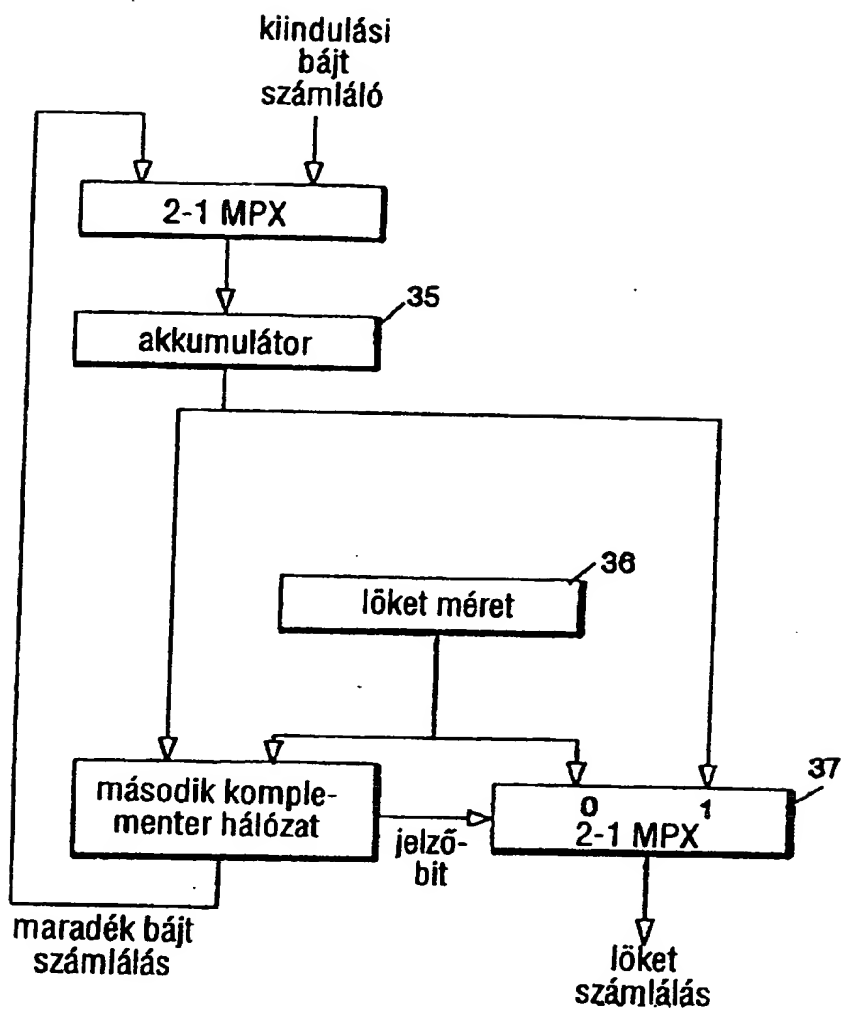 kiindulási
bájt
számláló
2-1 MPX
35
akkumulátor
36
löket méret
37
második komple-
menter hálózat
jelző-
bit
0 1
2-1 MPX
maradék bájt
számlálás
löket
számlálás